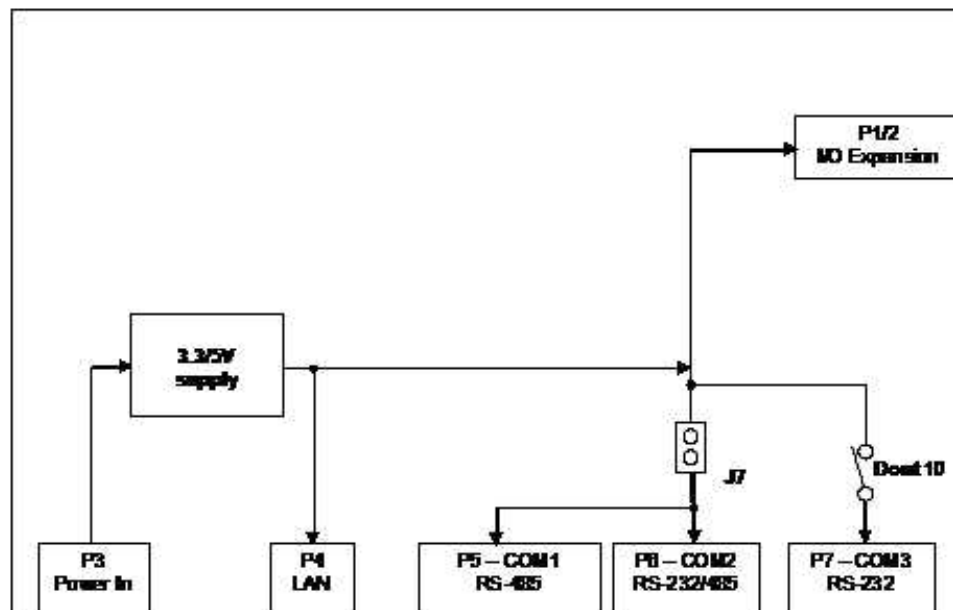 P1/2
I/O Expansion
3.3/5V
supply
J7
Dout 10
P3
Power In
P4
LAN
P5 – COM1
RS-485
P6 – COM2
RS-232/485
P7 – COM3
RS-232